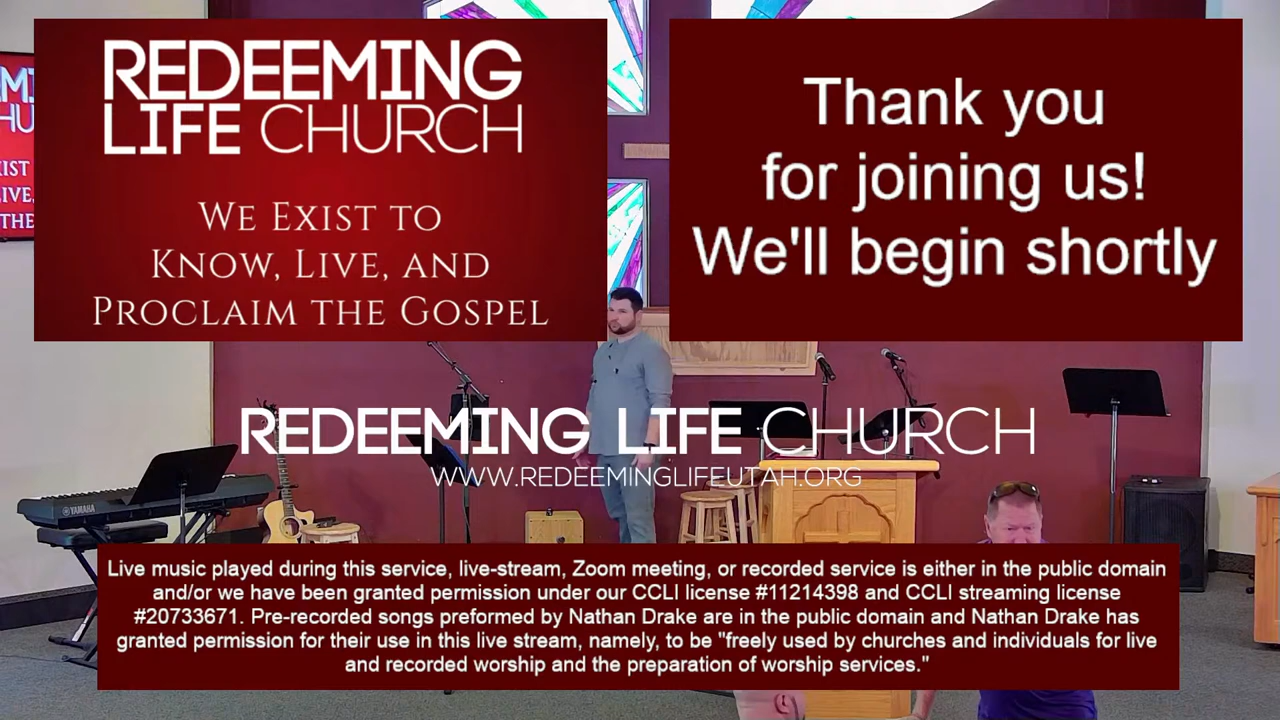 REDEEMING
LIFE CHURCH
WE EXIST TO
KNOW, LIVE, AND
PROCLAIM THE GOSPEL
Thank you
for joining us!
We'll begin shortly
REDEEMING LIFE CHURCH
WWW.REDEEMINGLIFEUTAH.ORG
YAMAHA
Live music played during this service, live-stream, Zoom meeting, or recorded service is either in the public domain
and/or we have been granted permission under our CCLI license #11214398 and CCLI streaming license
#20733671. Pre-recorded songs preformed by Nathan Drake are in the public domain and Nathan Drake has
granted permission for their use in this live stream, namely, to be "freely used by churches and individuals for live
and recorded worship and the preparation of worship services."